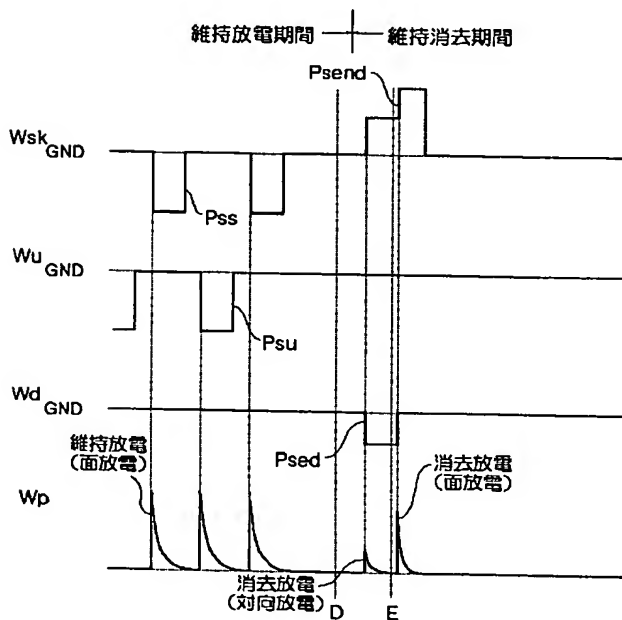 維持放電期間
維持消去期間
Psend
Wsk GND
Pss
Wu GND
Psu
Wd GND
Psed
維持放電
(面放電)
消去放電
(面放電)
Wp
消去放電
(対向放電)
D
E